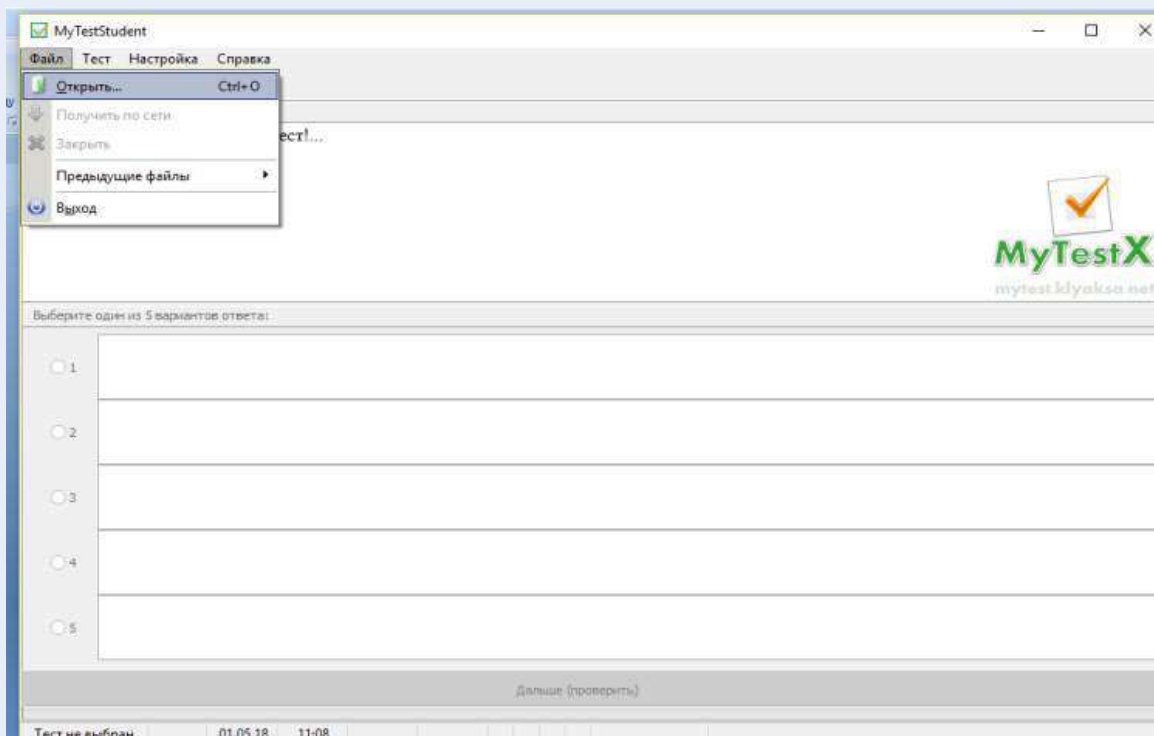 MyTestStudent
Файл Тест Настройка Справка
Открыть... Ctrl+O
Получить по сети
Закрыть
ест!...
Предыдущие файлы
Выход
MyTestX
mytest.klyaksa.net
Выберите один из 5 вариантов ответа:
1
2
3
4
5
Дальше (проверить)
Тест не выбран 01.05.18 11:08